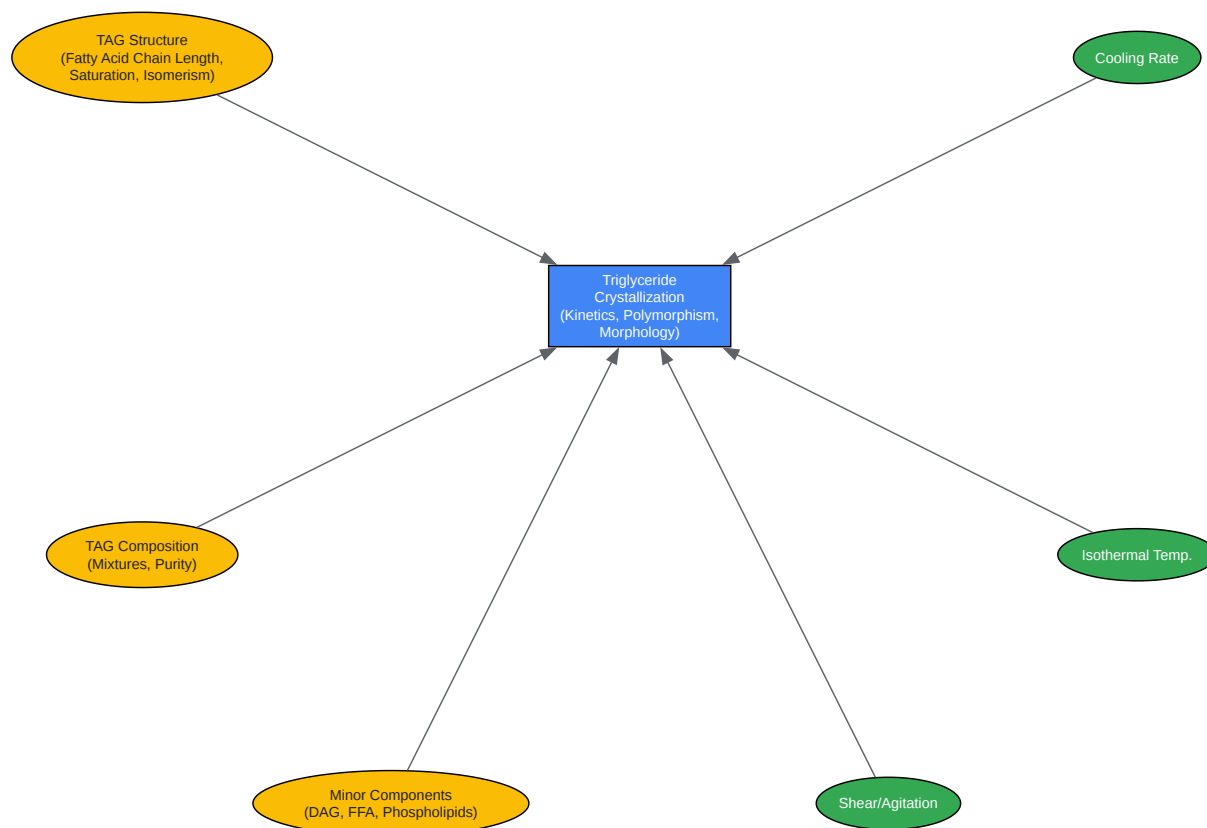 TAG Structure
(Fatty Acid Chain Length,
Saturation, Isomerism)
Cooling Rate
Triglyceride
Crystallization
(Kinetics, Polymorphism,
Morphology)
TAG Composition
(Mixtures, Purity)
Isothermal Temp.
Minor Components
(DAG, FFA, Phospholipids)
Shear/Agitation